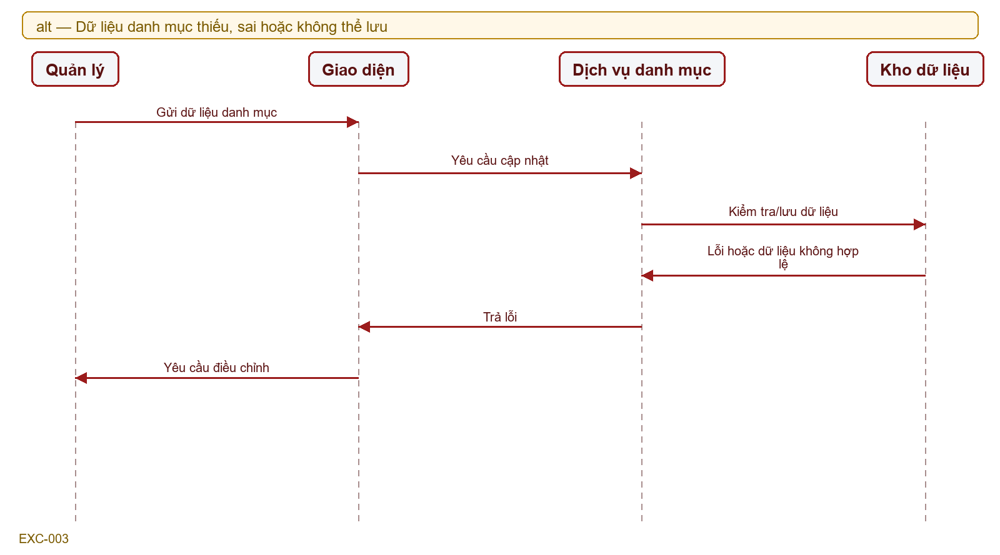 alt — Dữ liệu danh mục thiếu, sai hoặc không thể lưu
Quản lý
Giao diện
Dịch vụ danh mục
Kho dữ liệu
Gửi dữ liệu danh mục
Yêu cầu cập nhật
Kiểm tra/lưu dữ liệu
Lỗi hoặc dữ liệu không hợp
lệ
Trả lỗi
Yêu cầu điều chỉnh
EXC-003